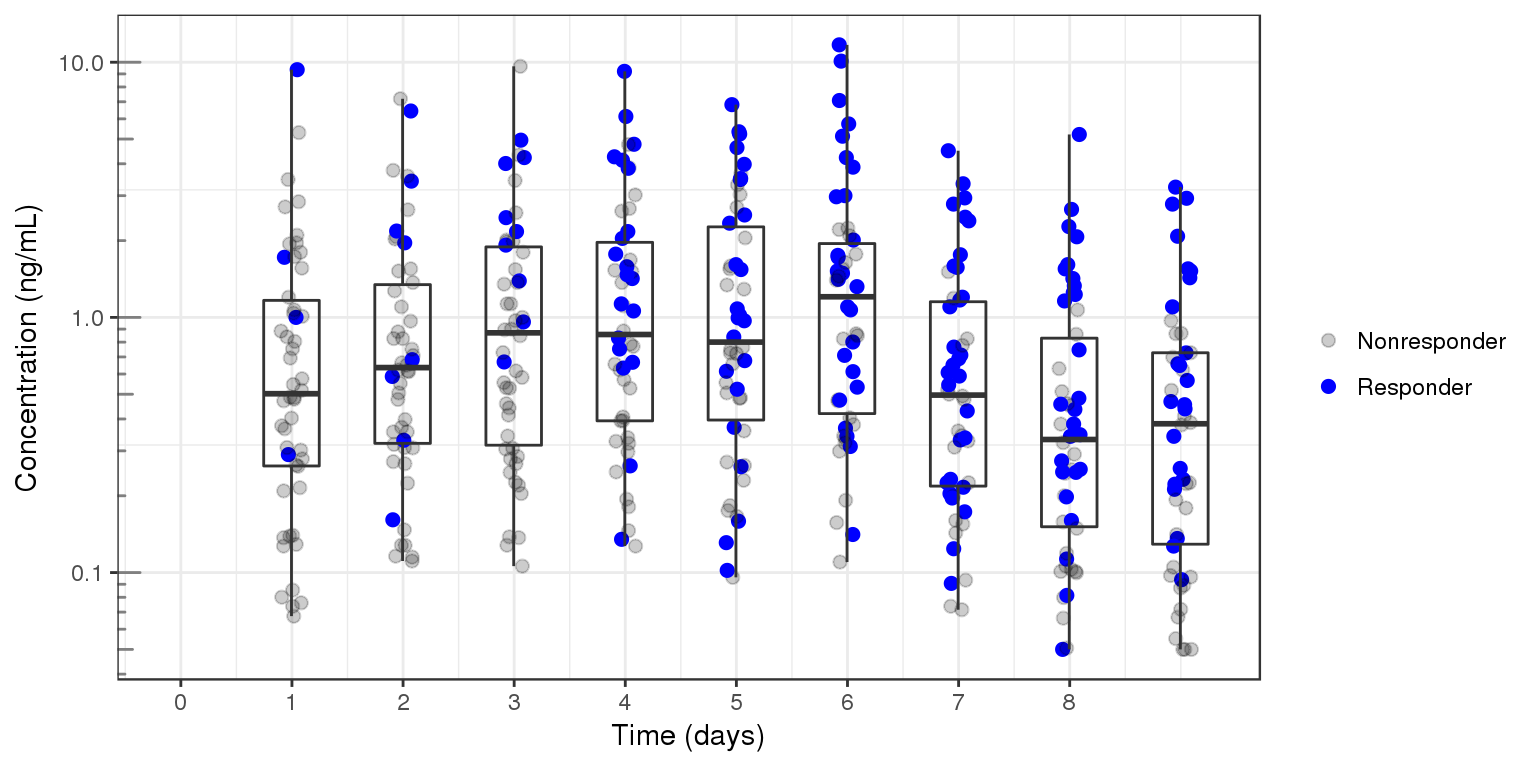 Concentration (ng/mL)
10.0
1.0
0.1
0 1 2 3 4 5 6 7 8
Time (days)
Nonresponder
Responder